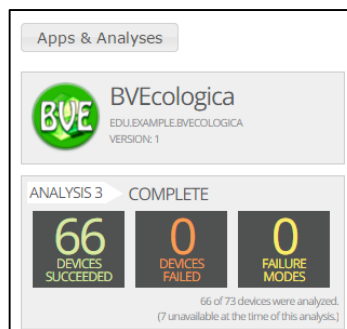 Apps & Analyses
BVE
BVEcologica
EDU.EXAMPLE.BVECOLOGICA
VERSION: 1
ANALYSIS 3
COMPLETE
66
DEVICES
SUCCEEDED
0
DEVICES
FAILED
0
FAILURE
MODES
66 of 73 devices were analyzed.
(7 unavailable at the time of this analysis.)